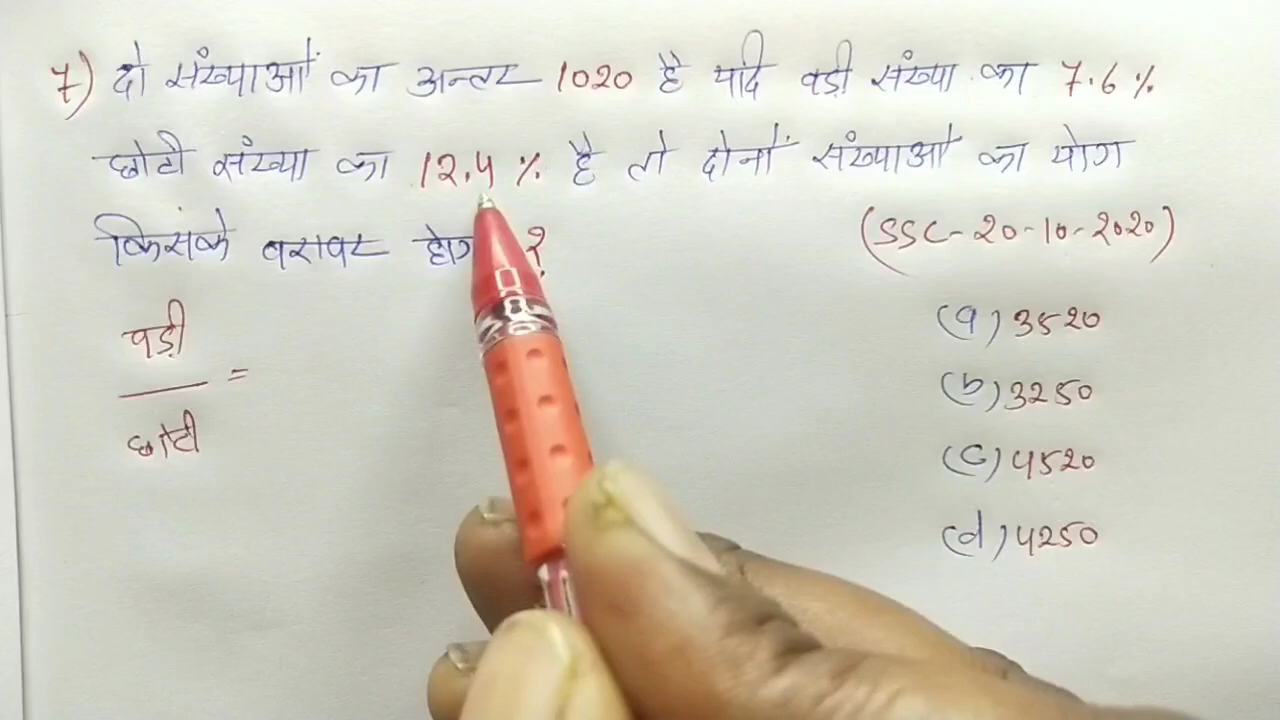 7) दो संख्याओं का अन्तर 1020 है यदि बड़ी संख्या का 7.6%
छोटी संख्या का 12.4 % है तो दोनों संख्याओं का योग
किसके बराबर होगा ?
(SSC-20-10-2020)
बड़ी
छोटी =
(a) 3520
(b) 3250
(c) 4520
(d) 4250